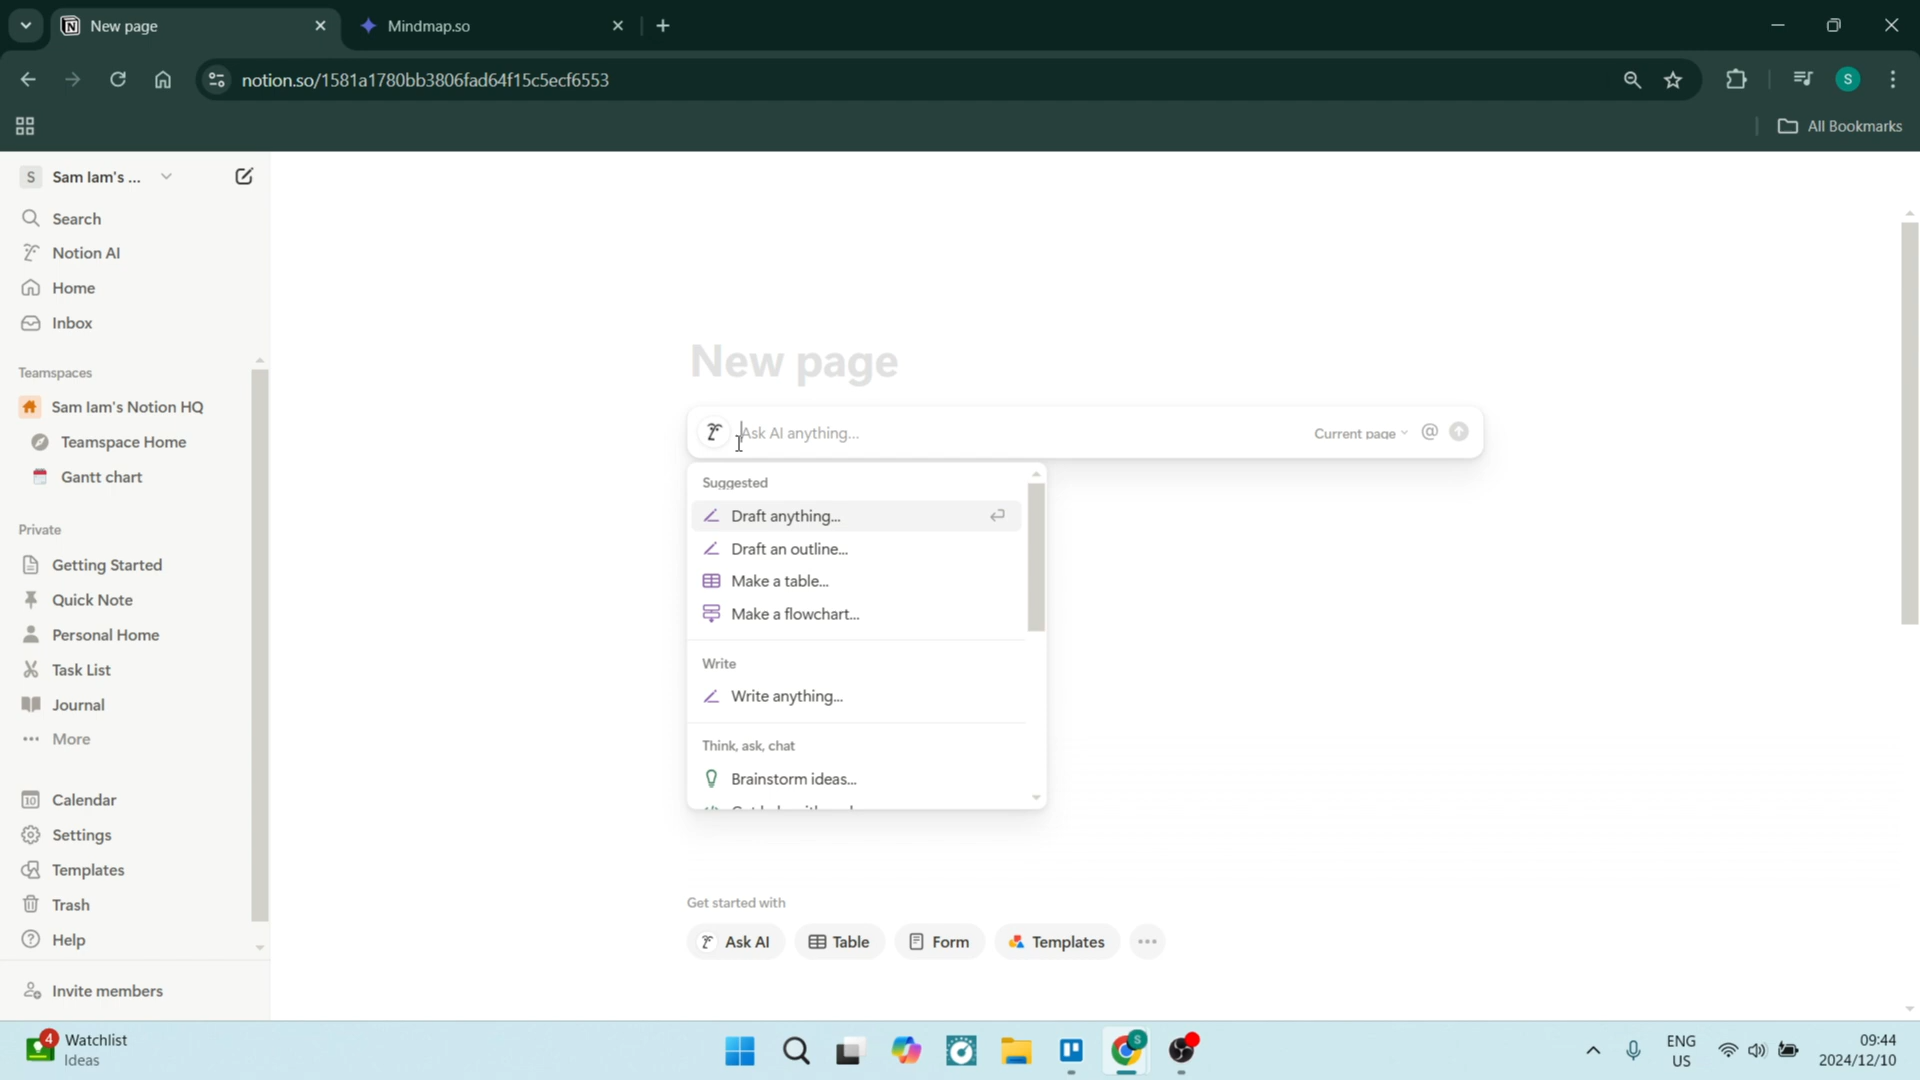 New page
Mindmap.so
notion.so/1581a1780bb3806fad64f15c5ecf6553
S
All Bookmarks
S Sam Iam's ...
Search
Notion AI
Home
Inbox
Teamspaces
Sam Iam's Notion HQ
Teamspace Home
Gantt chart
Private
Getting Started
Quick Note
Personal Home
Task List
Journal
More
10 Calendar
Settings
Templates
Trash
Help
Invite members
New page
Ask AI anything...
Current page
@
Suggested
Draft anything...
Draft an outline...
Make a table...
Make a flowchart...
Write
Write anything...
Think, ask, chat
Brainstorm ideas...
Get started with
Ask AI
Table
Form
Templates
4
Watchlist
Ideas
S
ENG
US
09:44
2024/12/10